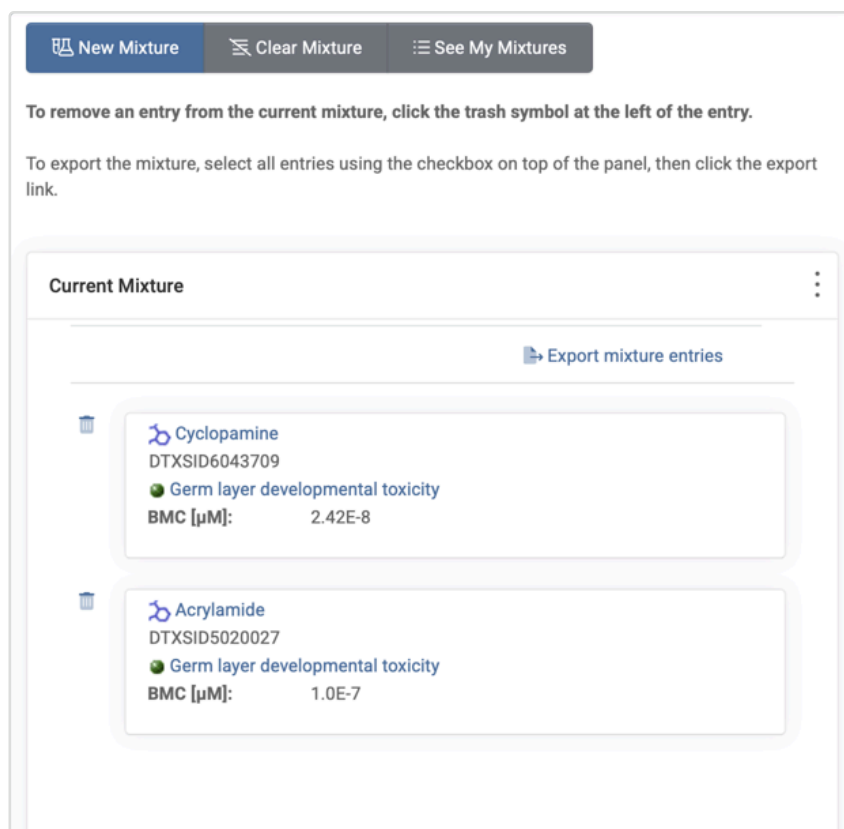 New Mixture Clear Mixture See My Mixtures
To remove an entry from the current mixture, click the trash symbol at the left of the entry.
To export the mixture, select all entries using the checkbox on top of the panel, then click the export
link.
Current Mixture
Export mixture entries
Cyclopamine
DTXSID6043709
Germ layer developmental toxicity
BMC [μM]: 2.42E-8
Acrylamide
DTXSID5020027
Germ layer developmental toxicity
BMC [μM]: 1.0E-7